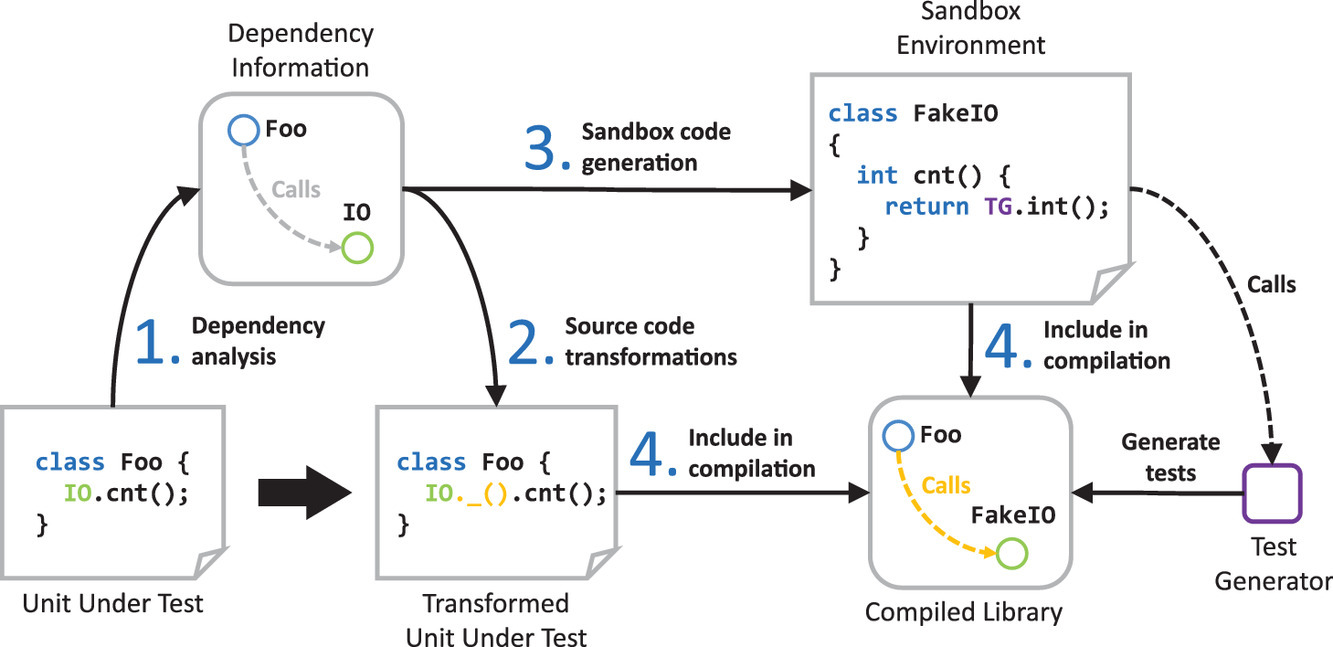 Dependency
Information
Foo
Calls
IO
1.
Dependency
analysis
class Foo {
IO.cnt();
}
Unit Under Test
2.
Source code
transformations
class Foo {
IO._().cnt();
}
Transformed
Unit Under Test
3.
Sandbox code
generation
Sandbox
Environment
class FakeIO
{
int cnt() {
return TG.int();
}
}
Calls
4.
Include in
compilation
4.
Include in
compilation
Foo
Calls
FakeIO
Compiled Library
Generate
tests
Test
Generator